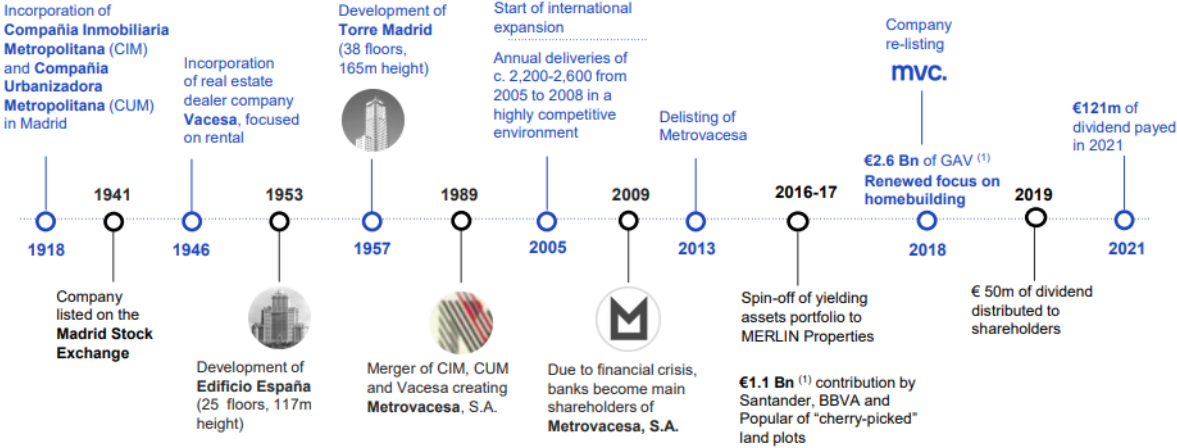 Incorporation of
Compañia Inmobiliaria
Metropolitana (CIM)
and Compañia
Urbanizadora
Metropolitana (CUM)
in Madrid
1918
1941
Company
listed on the
Madrid Stock
Exchange
Incorporation
of real estate
dealer company
Vacesa, focused
on rental
1946
1953
Development of
Edificio España
(25 floors, 117m
height)
Development of
Torre Madrid
(38 floors,
165m height)
1957
1989
Merger of CIM, CUM
and Vacesa creating
Metrovacesa, S.A.
Start of international
expansion
Annual deliveries of
c. 2,200-2,600 from
2005 to 2008 in a
highly competitive
environment
2005
2009
Due to financial crisis,
banks become main
shareholders of
Metrovacesa, S.A.
Delisting of
Metrovacesa
2013
2016-17
Spin-off of yielding
assets portfolio to
MERLIN Properties
€1.1 Bn (1) contribution by
Santander, BBVA and
Popular of “cherry-picked”
land plots
Company
re-listing
mvc.
€2.6 Bn of GAV (1)
Renewed focus on
homebuilding
2018
2019
€ 50m of dividend
distributed to
shareholders
€121m of
dividend payed
in 2021
2021